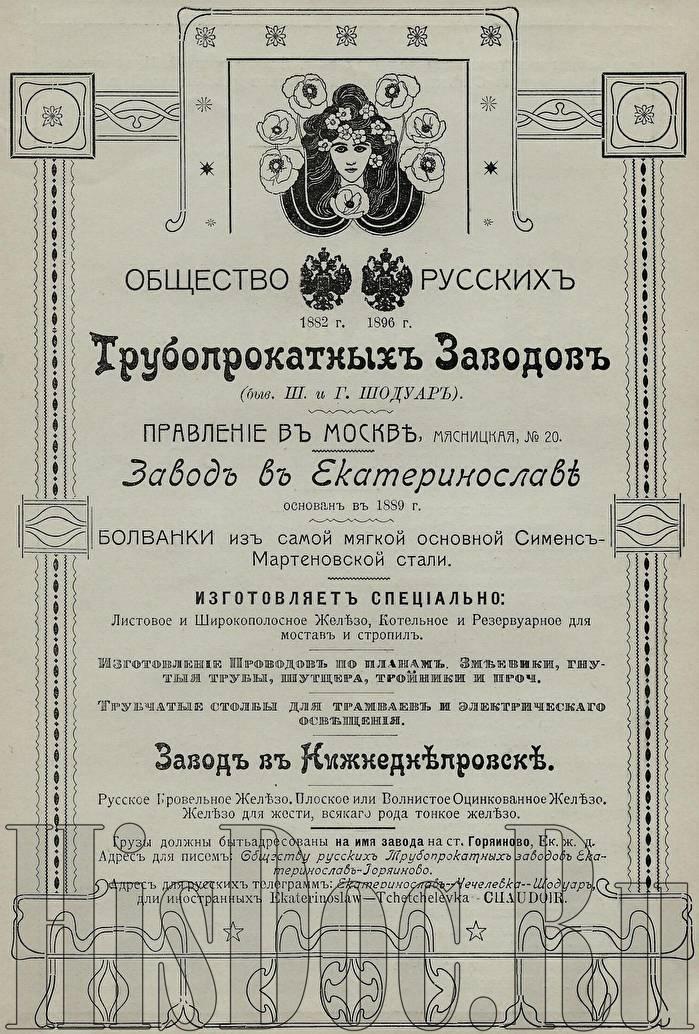 ОБЩЕСТВО РУССКИХЪ
1882 г. 1896 г.
Трубопрокатныхъ Заводовъ
(быв. Ш. и Г. ШОДУАРЪ).
ПРАВЛЕНІЕ ВЪ МОСКВѢ, МЯСНИЦКАЯ, № 20.
Заводъ въ Екатеринославѣ
основанъ въ 1889 г.
БОЛВАНКИ изъ самой мягкой основной Сименсъ-
Мартеновской стали.
ИЗГОТОВЛЯЕТЪ СПЕЦІАЛЬНО:
Листовое и Широкополосное Желѣзо, Котельное и Резервуарное для
моставъ и стропилъ.
Изготовленіе Проводовъ по планамъ. Змѣевики, гну-
тыя трубы, штуцера, тройники и проч.
Трубчатые столбы для трамваевъ и электрическаго
освѣщенія.
Заводъ въ Нижнеднѣпровскѣ.
Русское Кровельное Желѣзо. Плоское или Волнистое Оцинкованное Желѣзо.
Желѣзо для жести, всякаго рода тонкое желѣзо.
Грузы должны бытьадресованы на имя завода на ст. Горяиново, Ек. ж. д.
Адресъ для писемъ: Обществу русскихъ Трубопрокатныхъ заводовъ Ека-
теринославъ-Горяиново.
Адресъ для русскихъ телеграммъ: Екатеринославъ—Чечелевка—Шодуаръ,
для иностранныхъ Ekaterinoslaw—Tchetchelevka - CHAUDOIR.
HisDoc.Ru